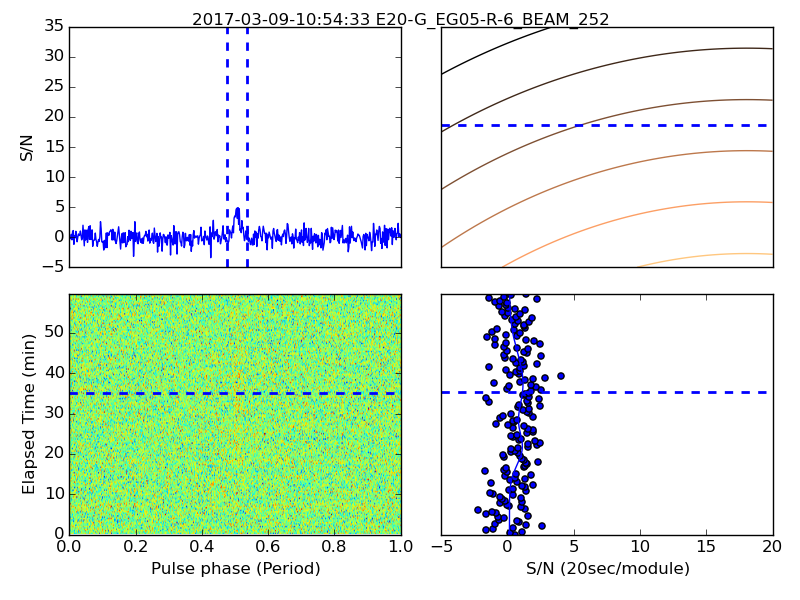 2017-03-09-10:54:33 E20-G_EG05-R-6_BEAM_252
35
30
25
20
15
10
5
0
−5
S/N
50
40
30
20
10
0
Elapsed Time (min)
0.0 0.2 0.4 0.6 0.8 1.0
Pulse phase (Period)
−5 0 5 10 15 20
S/N (20sec/module)